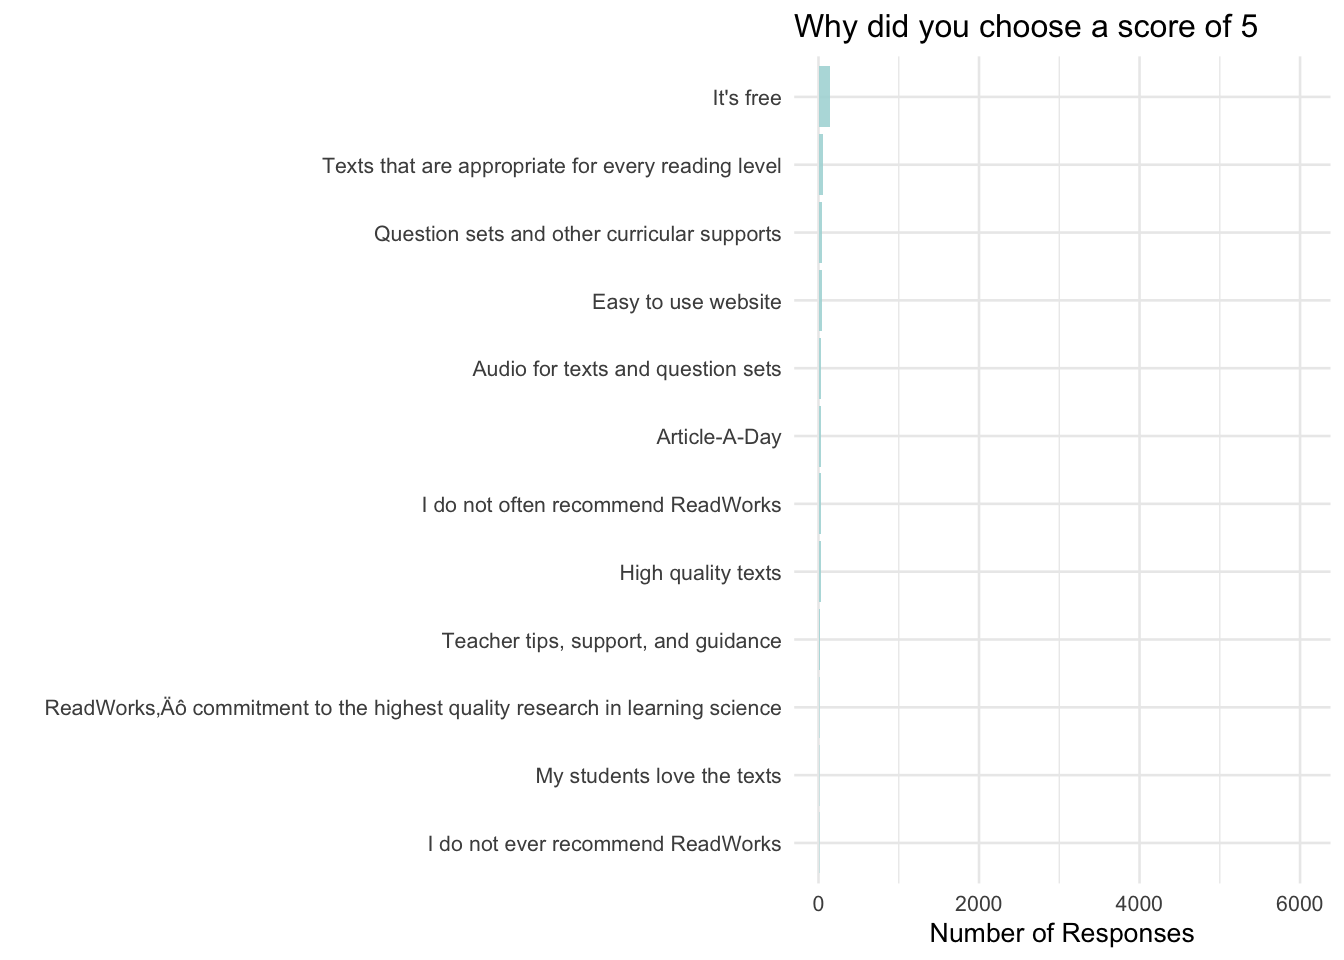 Why did you choose a score of 5
It's free
Texts that are appropriate for every reading level
Question sets and other curricular supports
Easy to use website
Audio for texts and question sets
Article-A-Day
I do not often recommend ReadWorks
High quality texts
Teacher tips, support, and guidance
ReadWorks‚Äô commitment to the highest quality research in learning science
My students love the texts
I do not ever recommend ReadWorks
0 2000 4000 6000
Number of Responses